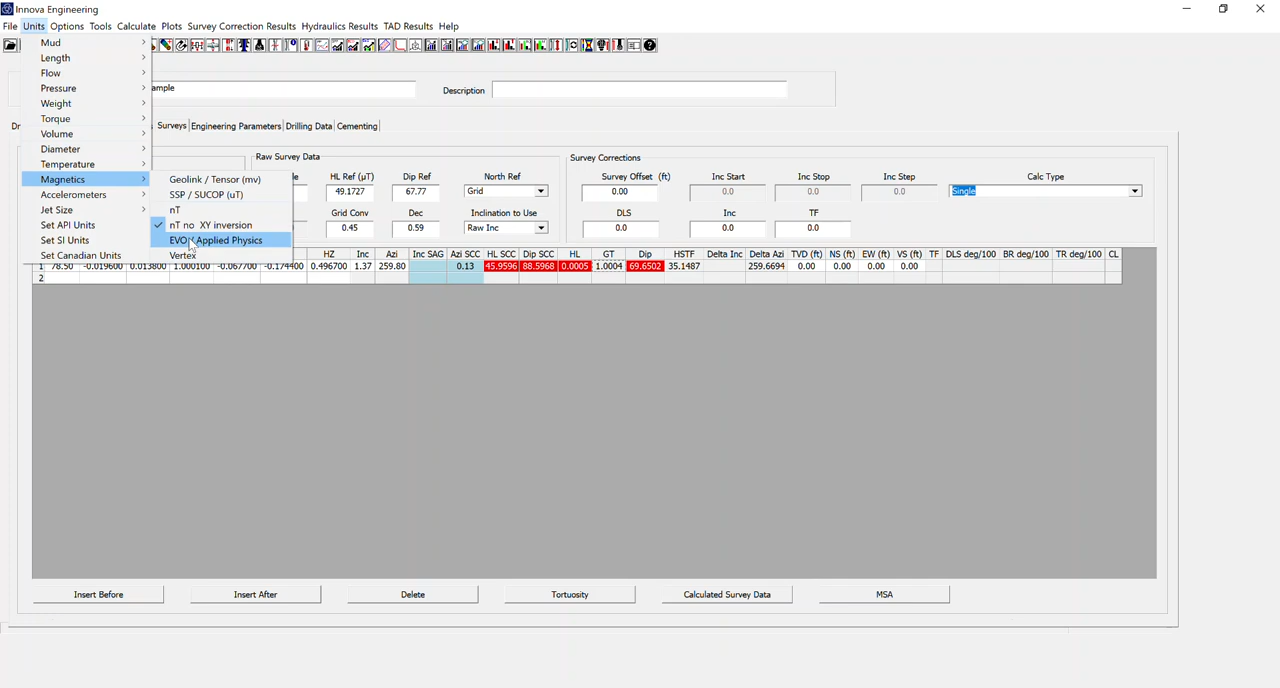 Innova Engineering
File Units Options Tools Calculate Plots Survey Correction Results Hydraulics Results TAD Results Help
Mud
Length
Flow
Pressure
Weight
Torque
Volume
Diameter
Temperature
Magnetics
Accelerometers
Jet Size
Set API Units
Set SI Units
Set Canadian Units
Geolink / Tensor (mv)
SSP / SUCOP (uT)
nT
nT no XY inversion
EVO / Applied Physics
Vertex
ample Description
Dr s Surveys Engineering Parameters Drilling Data Cementing
Raw Survey Data Survey Corrections
le HL Ref (µT) Dip Ref North Ref Survey Offset (ft) Inc Start Inc Stop Inc Step Calc Type
49.1727 67.77 Grid 0.00 0.0 0.0 0.0 Single
Grid Conv Dec Inclination to Use DLS Inc TF
0.45 0.59 Raw Inc 0.0 0.0 0.0
HZ Inc Azi Inc SAG Azi SCC HL SCC Dip SCC HL GT Dip HSTF Delta Inc Delta Azi TVD (ft) NS (ft) EW (ft) VS (ft) TF DLS deg/100 BR deg/100 TR deg/100 CL
1 78.50 -0.019600 0.013800 1.000100 -0.067700 -0.174400 0.496700 1.37 259.80 0.13 45.9596 88.5968 0.0005 1.0004 69.6502 35.1487 259.6694 0.00 0.00 0.00 0.00
2
Insert Before Insert After Delete Tortuosity Calculated Survey Data MSA